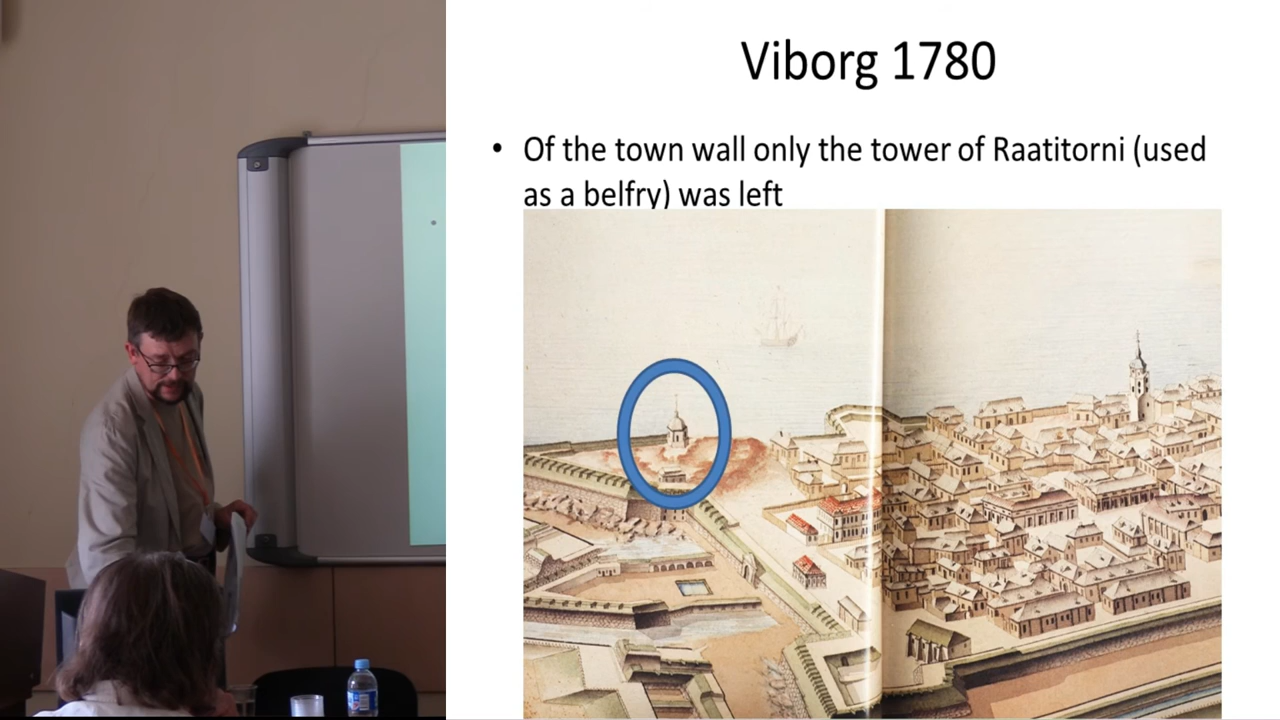 Viborg 1780
• Of the town wall only the tower of Raatitorni (used
as a belfry) was left